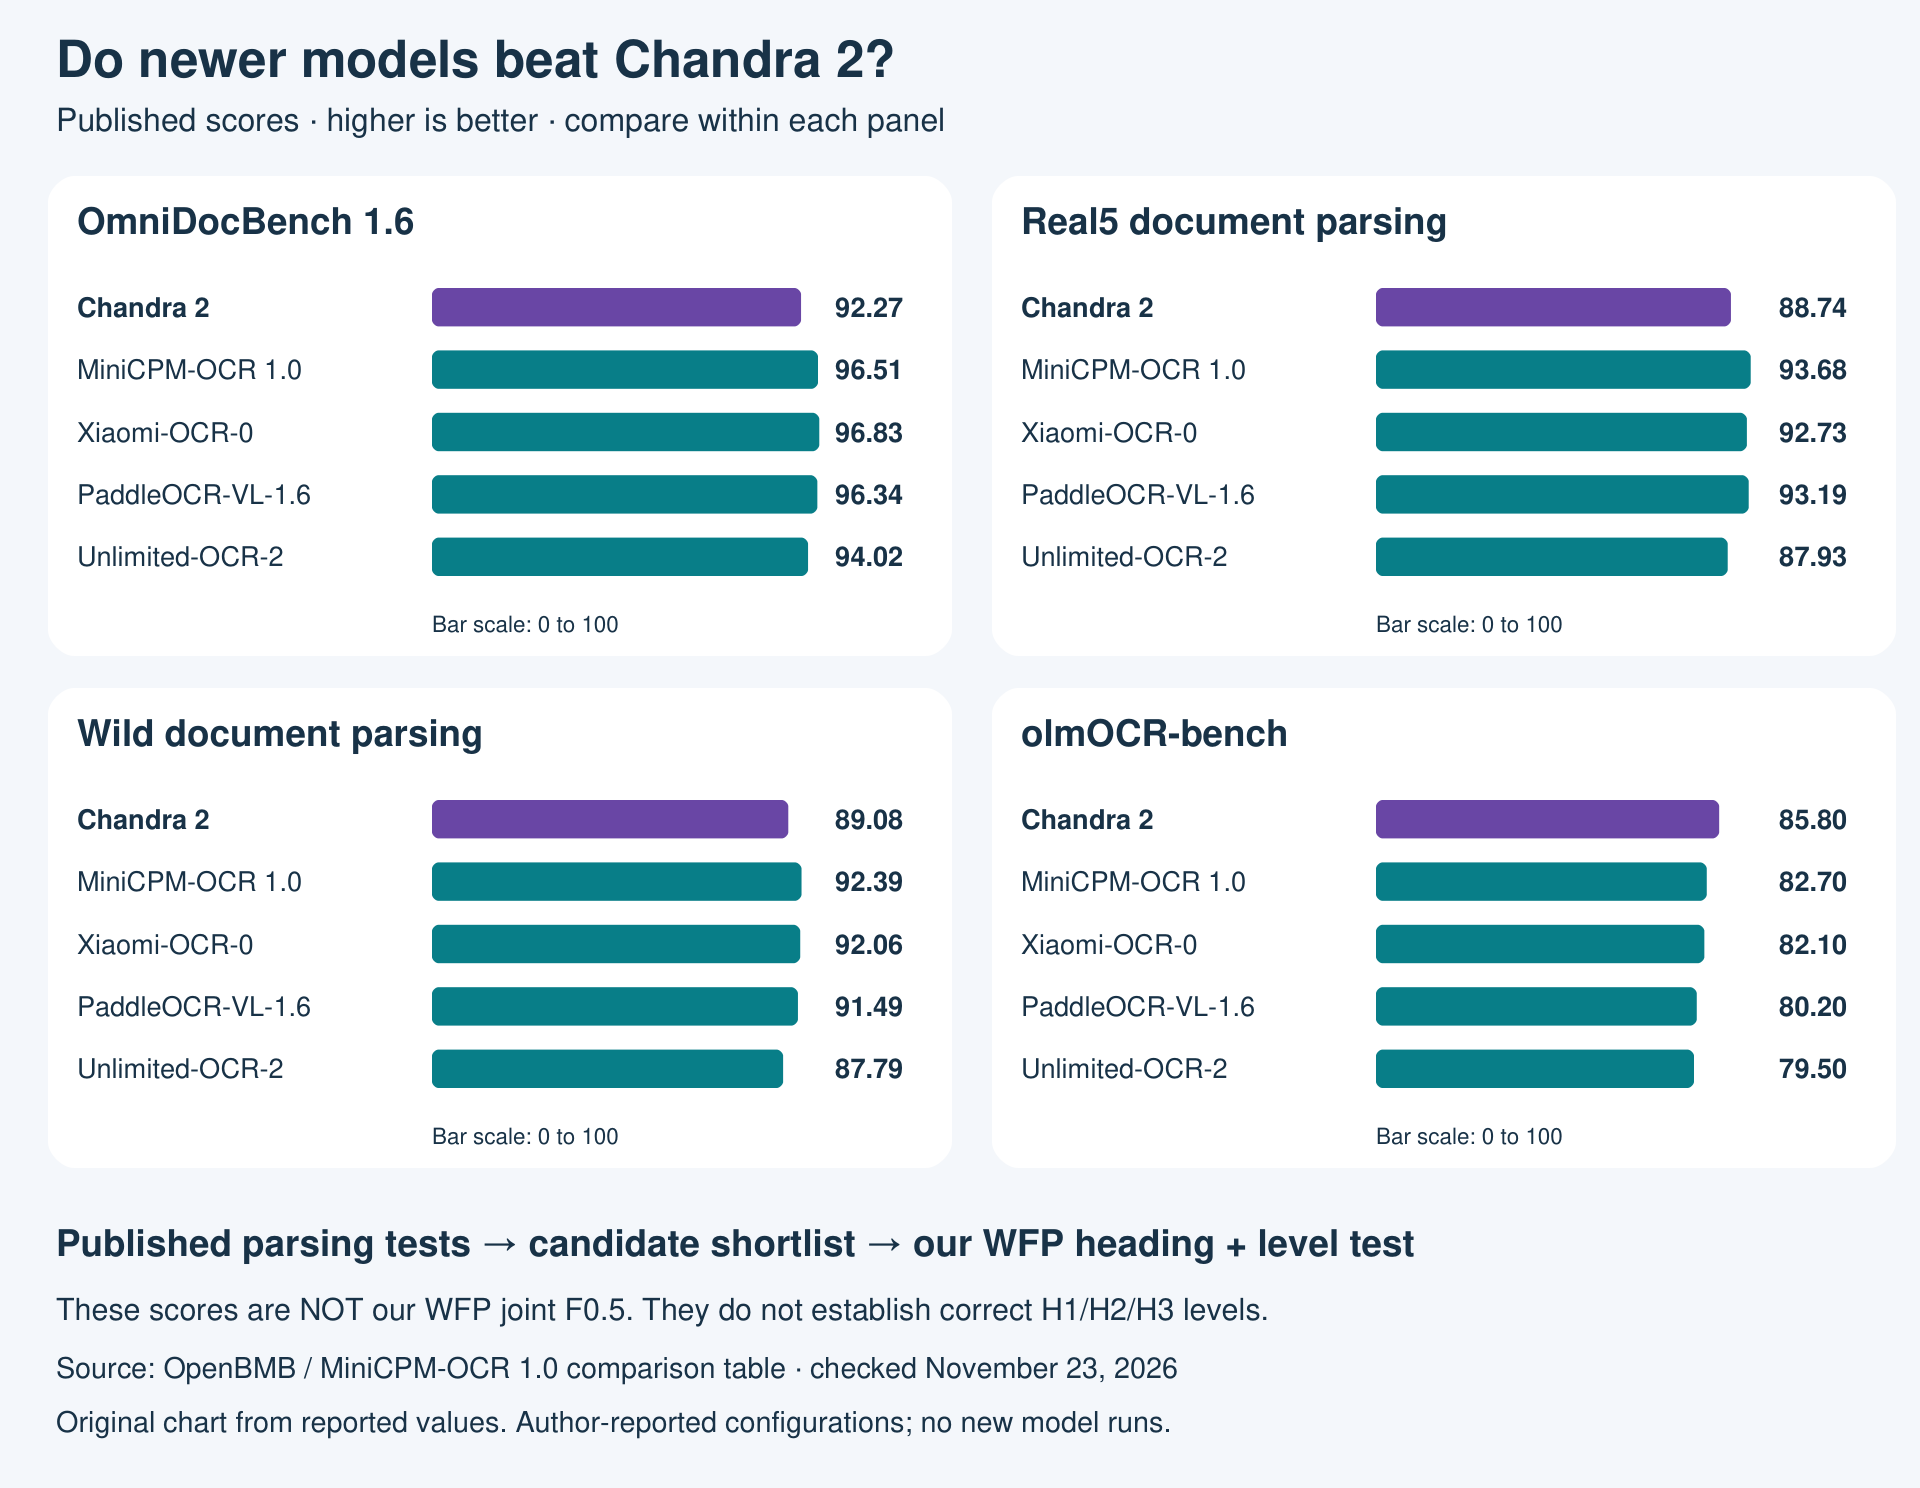 Do newer models beat Chandra 2?
Published scores · higher is better · compare within each panel
OmniDocBench 1.6
Chandra 2 92.27
MiniCPM-OCR 1.0 96.51
Xiaomi-OCR-0 96.83
PaddleOCR-VL-1.6 96.34
Unlimited-OCR-2 94.02
Bar scale: 0 to 100
Real5 document parsing
Chandra 2 88.74
MiniCPM-OCR 1.0 93.68
Xiaomi-OCR-0 92.73
PaddleOCR-VL-1.6 93.19
Unlimited-OCR-2 87.93
Bar scale: 0 to 100
Wild document parsing
Chandra 2 89.08
MiniCPM-OCR 1.0 92.39
Xiaomi-OCR-0 92.06
PaddleOCR-VL-1.6 91.49
Unlimited-OCR-2 87.79
Bar scale: 0 to 100
olmOCR-bench
Chandra 2 85.80
MiniCPM-OCR 1.0 82.70
Xiaomi-OCR-0 82.10
PaddleOCR-VL-1.6 80.20
Unlimited-OCR-2 79.50
Bar scale: 0 to 100
Published parsing tests → candidate shortlist → our WFP heading + level test
These scores are NOT our WFP joint F0.5. They do not establish correct H1/H2/H3 levels.
Source: OpenBMB / MiniCPM-OCR 1.0 comparison table · checked November 23, 2026
Original chart from reported values. Author-reported configurations; no new model runs.